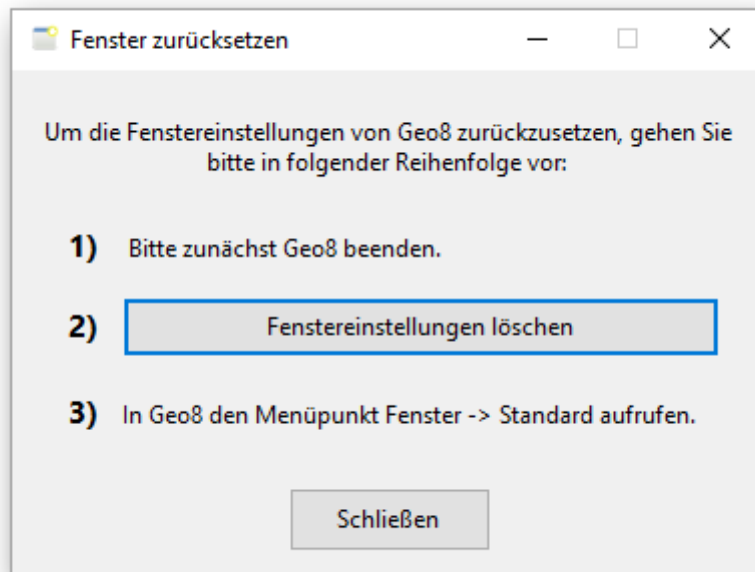 Fenster zurücksetzen
Um die Fenstereinstellungen von Geo8 zurückzusetzen, gehen Sie
bitte in folgender Reihenfolge vor:
1) Bitte zunächst Geo8 beenden.
2) Fenstereinstellungen löschen
3) In Geo8 den Menüpunkt Fenster -> Standard aufrufen.
Schließen